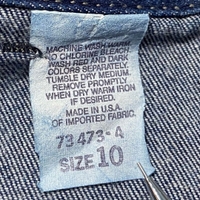 MACHINE WASH WARM
NO CHLORINE BLEACH
WASH RED AND DARK
COLORS SEPARATELY.
TUMBLE DRY MEDIUM.
REMOVE PROMPTLY
WHEN DRY WARM IRON
IF DESIRED.
MADE IN U.S.A.
OF IMPORTED FABRIC.
73 473-4
SIZE 10